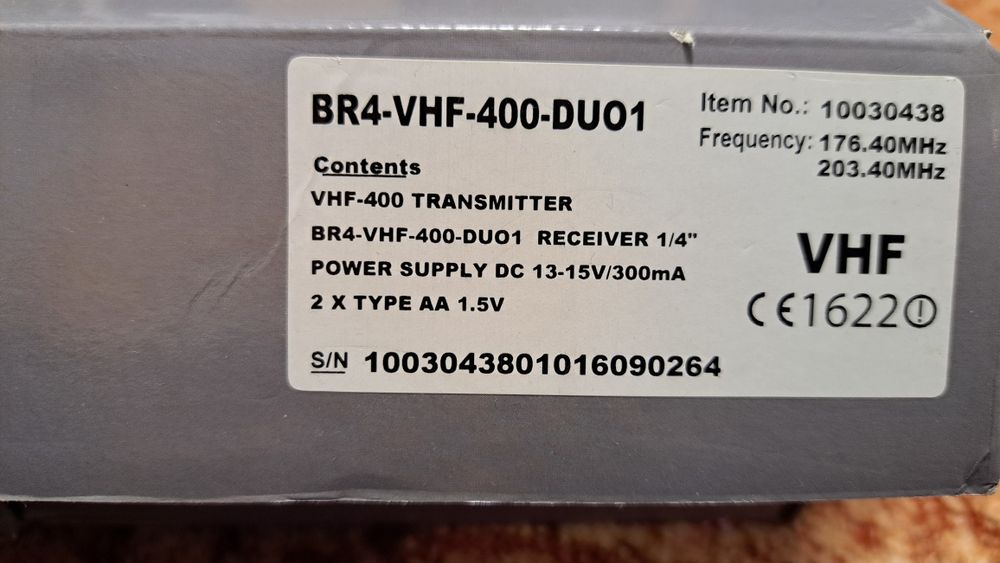 BR4-VHF-400-DUO1
Item No.: 10030438
Frequency: 176.40MHz
203.40MHz
Contents
VHF-400 TRANSMITTER
BR4-VHF-400-DUO1 RECEIVER 1/4"
POWER SUPPLY DC 13-15V/300mA
2 X TYPE AA 1.5V
VHF
CE1622
S/N 1003043801016090264